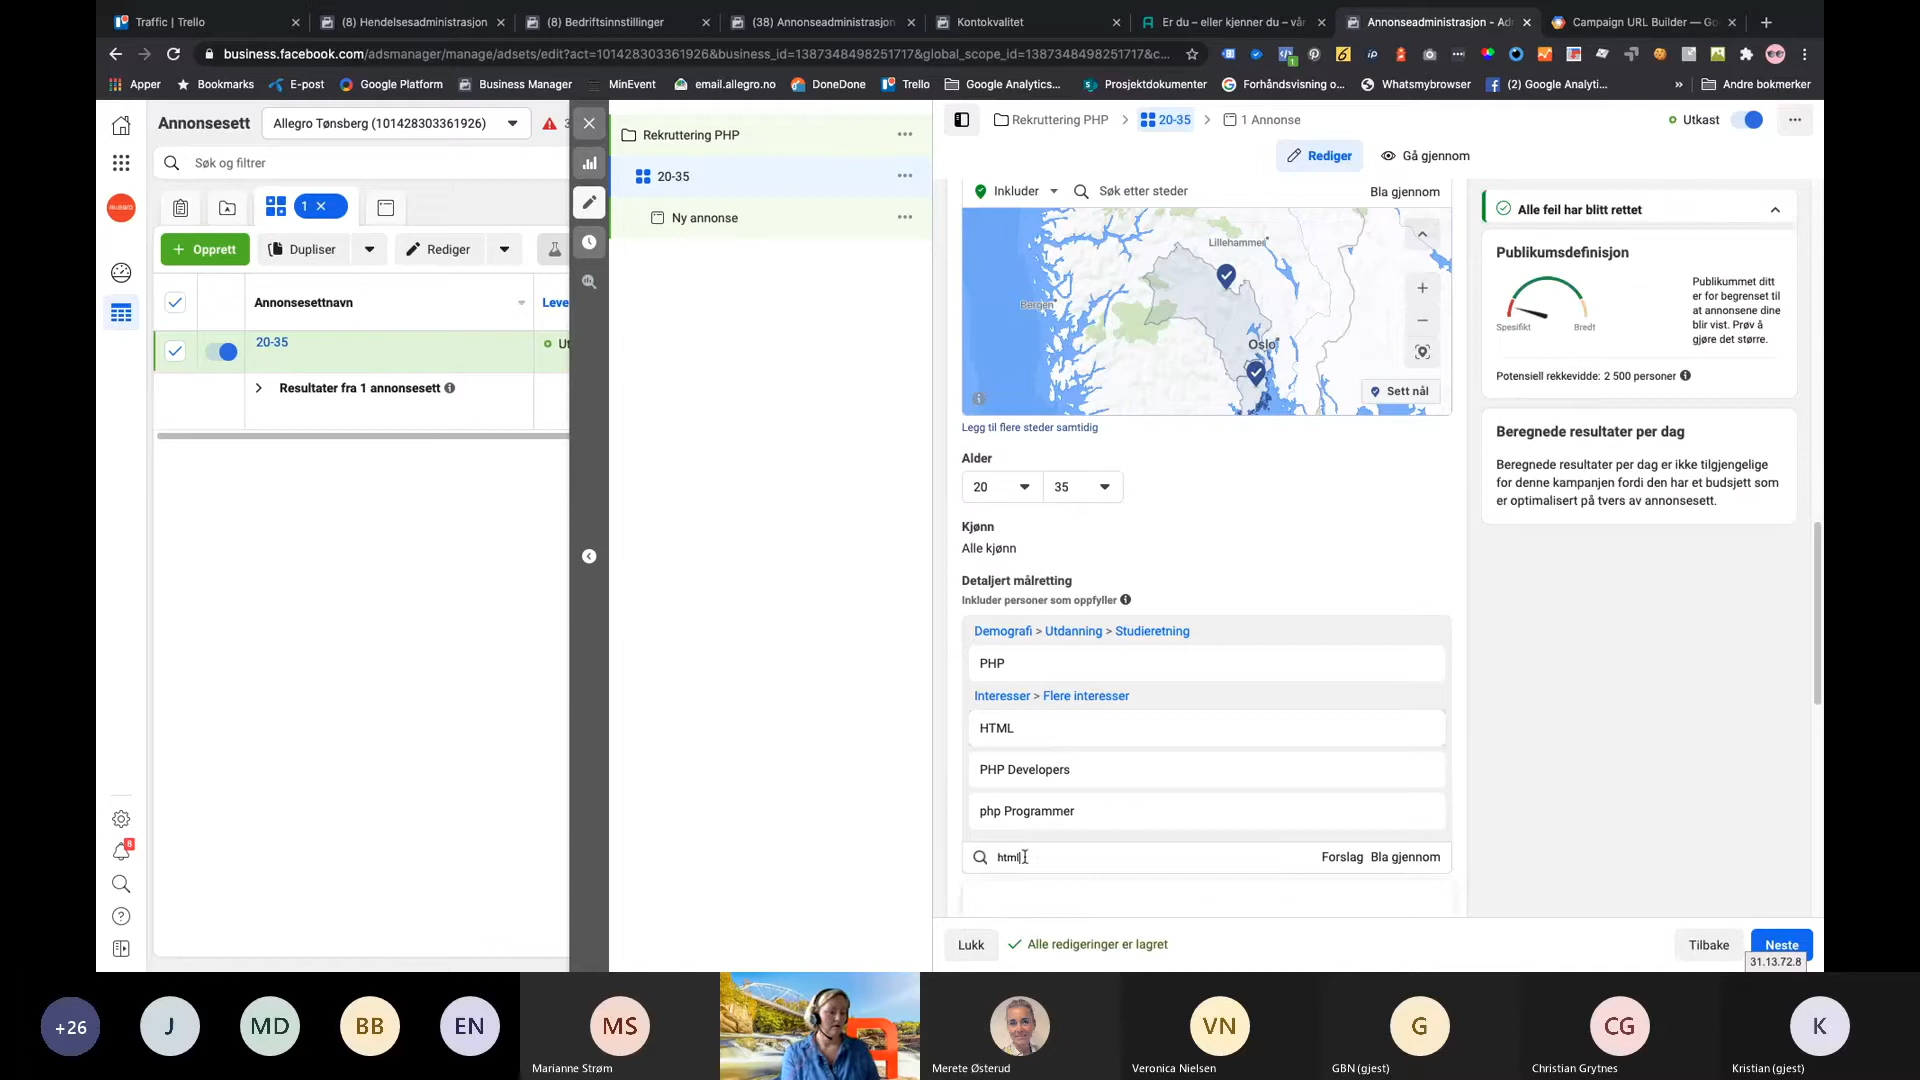 Traffic | Trello
(8) Hendelsesadministrasjon
(8) Bedriftsinnstillinger
(38) Annonseadministrasjon
Kontokvalitet
Er du – eller kjenner du – vår
Annonseadministrasjon - Ad
Campaign URL Builder — Go
business.facebook.com/adsmanager/manage/adsets/edit?act=101428303361926&business_id=1387348498251717&global_scope_id=1387348498251717&c...
Apper
Bookmarks
E-post
Google Platform
Business Manager
MinEvent
email.allegro.no
DoneDone
Trello
Google Analytics...
Prosjektdokumenter
Forhåndsvisning o...
Whatsmybrowser
(2) Google Analyti...
»
Andre bokmerker
Annonsesett
Allegro Tønsberg (101428303361926)
3
Søk og filtrer
1 ×
+ Opprett
Dupliser
Rediger
Annonsesettnavn
Leve
20-35
Ut
Resultater fra 1 annonsesett
8
Rekruttering PHP
20-35
Ny annonse
Rekruttering PHP
20-35
1 Annonse
Utkast
Rediger
Gå gjennom
Inkluder
Søk etter steder
Bla gjennom
Lillehammer
Bergen
Oslo
Sett nål
Legg til flere steder samtidig
Alder
20
35
Kjønn
Alle kjønn
Detaljert målretting
Inkluder personer som oppfyller
Demografi > Utdanning > Studieretning
PHP
Interesser > Flere interesser
HTML
PHP Developers
php Programmer
html
Forslag
Bla gjennom
Alle feil har blitt rettet
Publikumsdefinisjon
Spesifikt
Bredt
Publikummet ditt
er for begrenset til
at annonsene dine
blir vist. Prøv å
gjøre det større.
Potensiell rekkevidde: 2 500 personer
Beregnede resultater per dag
Beregnede resultater per dag er ikke tilgjengelige
for denne kampanjen fordi den har et budsjett som
er optimalisert på tvers av annonsesett.
Lukk
Alle redigeringer er lagret
Tilbake
Neste
31.13.72.8
+26
J
MD
BB
EN
MS
Marianne Strøm
Merete Østerud
VN
Veronica Nielsen
G
GBN (gjest)
CG
Christian Grytnes
K
Kristian (gjest)